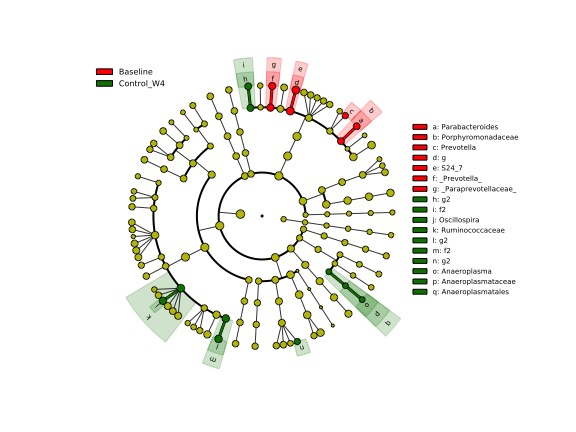 Baseline
Control_W4
i
h
g
f
e
d
c
b
a
a: Parabacteroides
b: Porphyromonadaceae
c: Prevotella
d: g
e: S24_7
f: _Prevotella_
g: _Paraprevotellaceae_
h: g2
i: f2
j: Oscillospira
k: Ruminococcaceae
l: g2
m: f2
n: g2
o: Anaeroplasma
p: Anaeroplasmataceae
q: Anaeroplasmatales
k
j
m
l
n
o
p
q